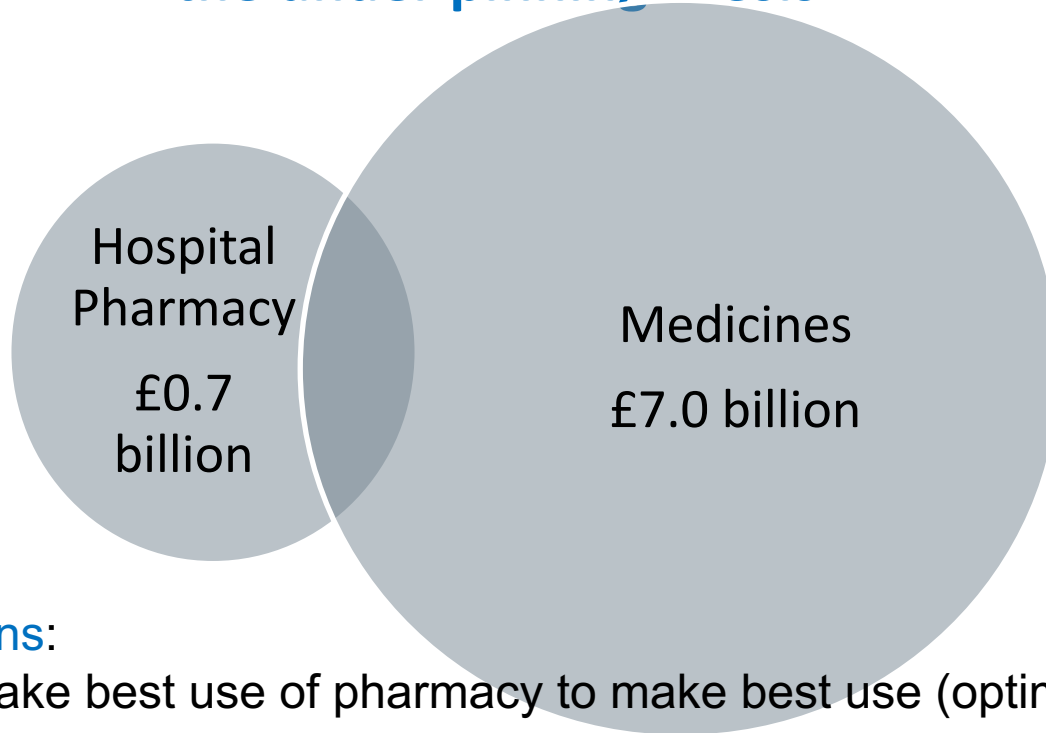 Hospital
Pharmacy
£0.7
billion
Medicines
£7.0 billion
ns:
ake best use of pharmacy to make best use (optin